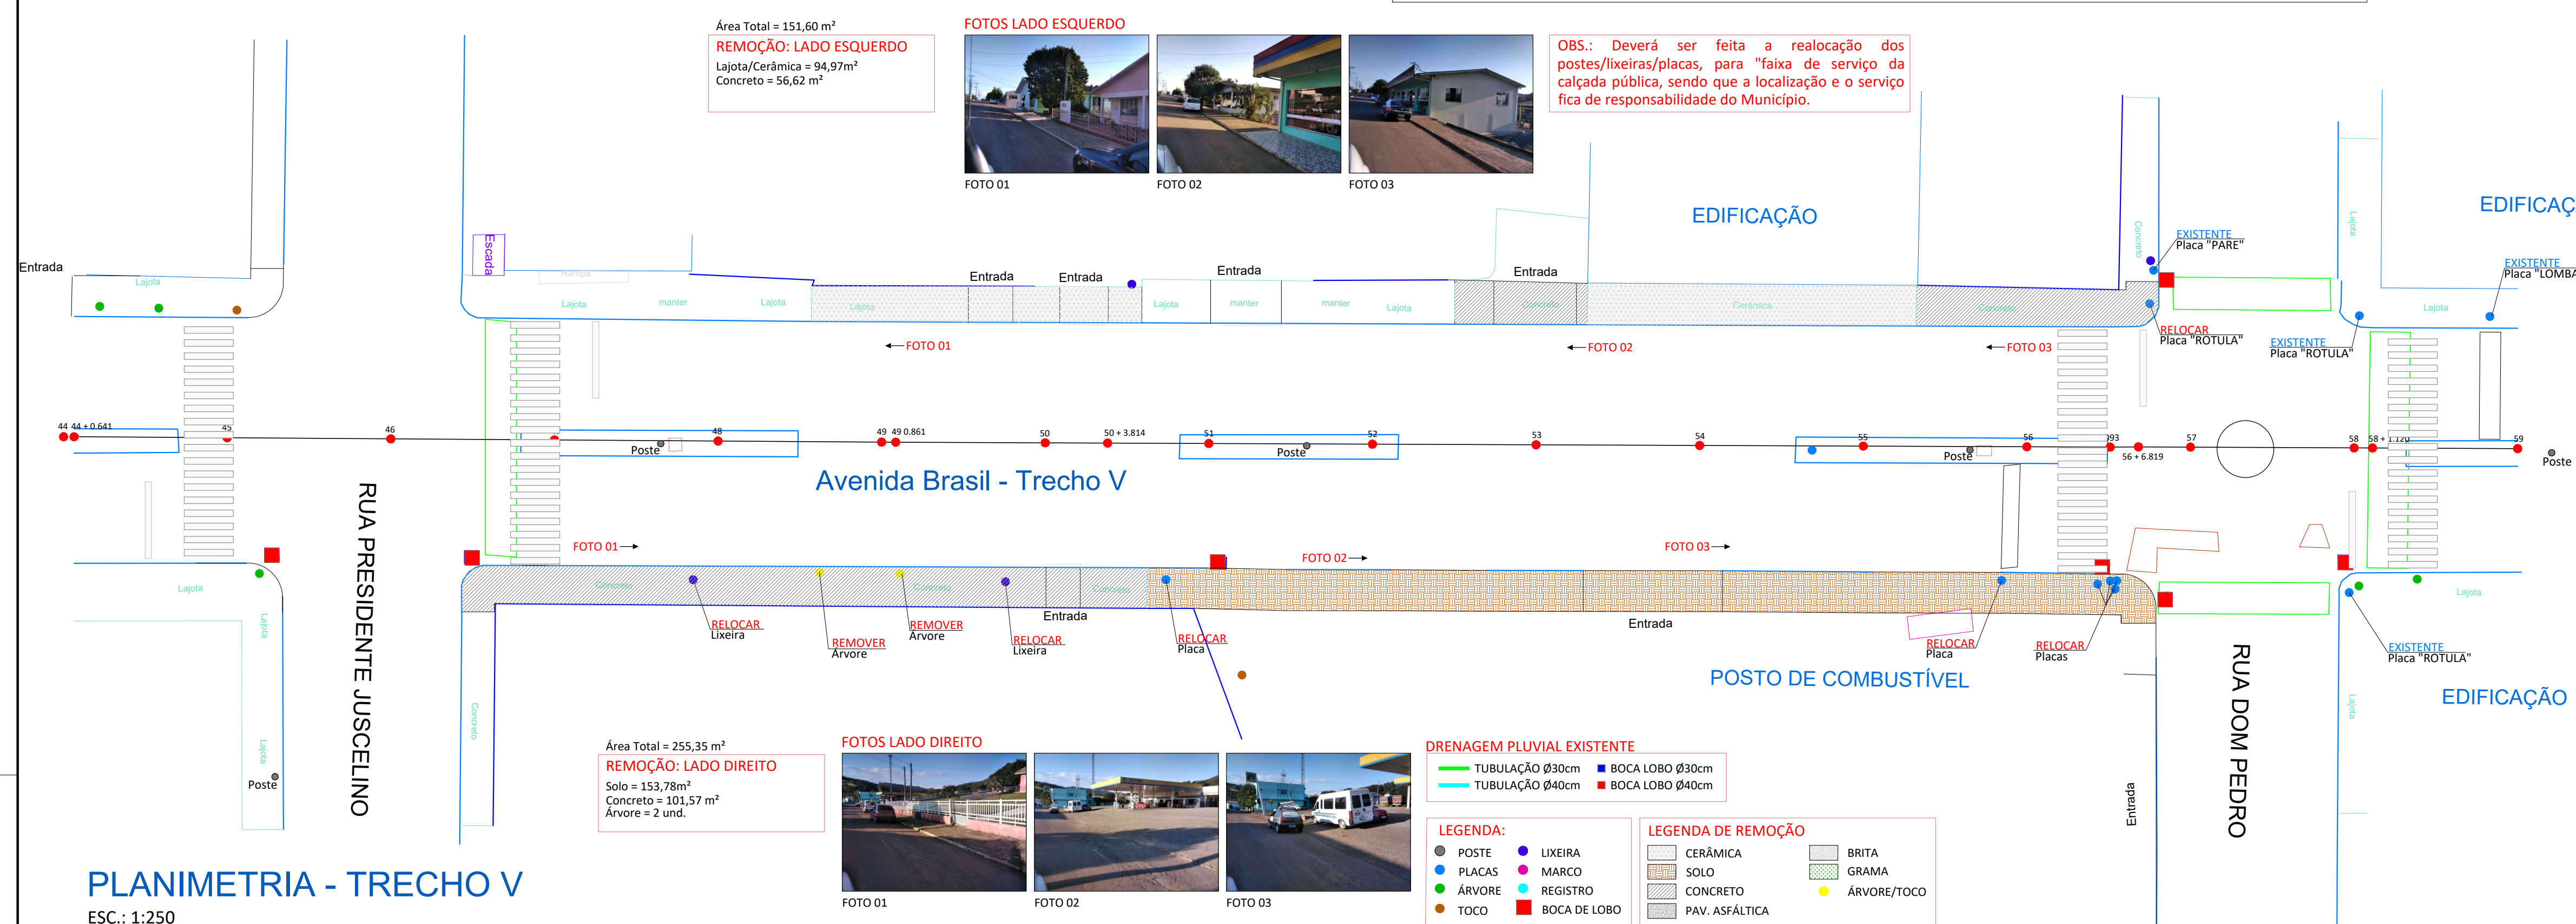 Área Total = 151,60 m²
REMOÇÃO: LADO ESQUERDO
Lajota/Cerâmica = 94,97m²
Concreto = 56,62 m²
FOTOS LADO ESQUERDO
FOTO 01
FOTO 02
FOTO 03
OBS.: Deverá ser feita a realocação dos
postes/lixeiras/placas, para "faixa de serviço da
calçada pública, sendo que a localização e o serviço
fica de responsabilidade do Município.
EDIFICAÇÃO
EDIFICAÇ
Entrada
Lajota
Escada
Rampa
Lajota
manter
Lajota
Lajota
Entrada
Entrada
Lajota
Entrada
manter
manter
Lajota
Entrada
Concreto
Cerâmica
Concreto
Concreto
EXISTENTE
Placa "PARE"
RELOCAR
Placa "ROTULA"
Lajota
EXISTENTE
Placa "ROTULA"
EXISTENTE
Placa "LOMBA
Lajota
FOTO 01
FOTO 02
FOTO 03
44
44 + 0.641
45
46
48
49
49 0.861
50
50 + 3.814
51
52
53
54
55
56
93
56 + 6.819
57
58
58 + 1.120
59
Poste
Poste
Poste
Poste
Avenida Brasil - Trecho V
RUA PRESIDENTE JUSCELINO
RUA DOM PEDRO
FOTO 01
FOTO 02
FOTO 03
Lajota
Lajota
Lajota
Poste
Concreto
Concreto
Concreto
Concreto
Entrada
Entrada
RELOCAR
Lixeira
REMOVER
Árvore
REMOVER
Árvore
RELOCAR
Lixeira
RELOCAR
Placa
RELOCAR
Placa
RELOCAR
Placas
POSTO DE COMBUSTÍVEL
Entrada
Lajota
Lajota
EXISTENTE
Placa "ROTULA"
EDIFICAÇÃO
Área Total = 255,35 m²
REMOÇÃO: LADO DIREITO
Solo = 153,78m²
Concreto = 101,57 m²
Árvore = 2 und.
FOTOS LADO DIREITO
FOTO 01
FOTO 02
FOTO 03
DRENAGEM PLUVIAL EXISTENTE
TUBULAÇÃO Ø30cm
BOCA LOBO Ø30cm
TUBULAÇÃO Ø40cm
BOCA LOBO Ø40cm
LEGENDA:
POSTE
LIXEIRA
PLACAS
MARCO
ÁRVORE
REGISTRO
TOCO
BOCA DE LOBO
LEGENDA DE REMOÇÃO
CERÂMICA
BRITA
SOLO
GRAMA
CONCRETO
ÁRVORE/TOCO
PAV. ASFÁLTICA
PLANIMETRIA - TRECHO V
ESC.: 1:250